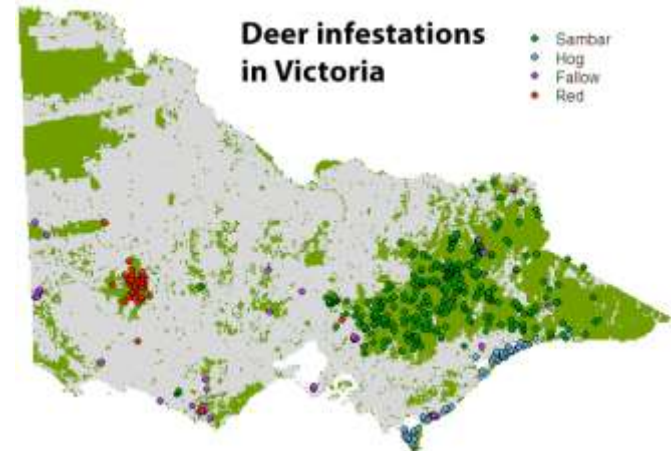 Deer infestations
in Victoria
Sambar
Hog
Fallow
Red